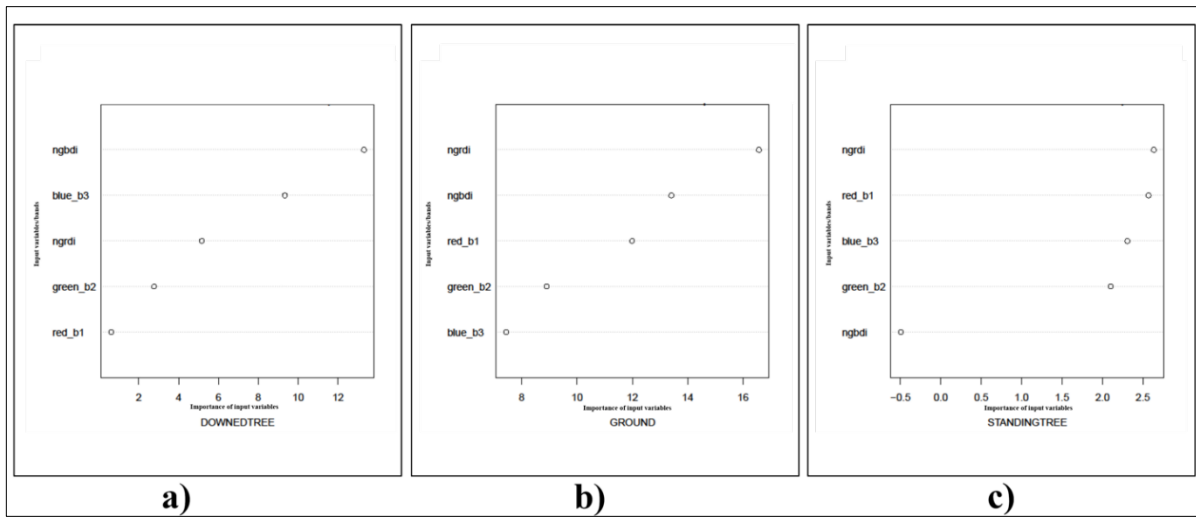 ngbdi
blue_b3
ngrdi
green_b2
red_b1
Input variables/bands
2 4 6 8 10 12
Importance of input variables
DOWNEDTREE
a)
ngrdi
ngbdi
red_b1
green_b2
blue_b3
Input variables/bands
8 10 12 14 16
Importance of input variables
GROUND
b)
ngrdi
red_b1
blue_b3
green_b2
ngbdi
Input variables/bands
−0.5 0.0 0.5 1.0 1.5 2.0 2.5
Importance of input variables
STANDINGTREE
c)